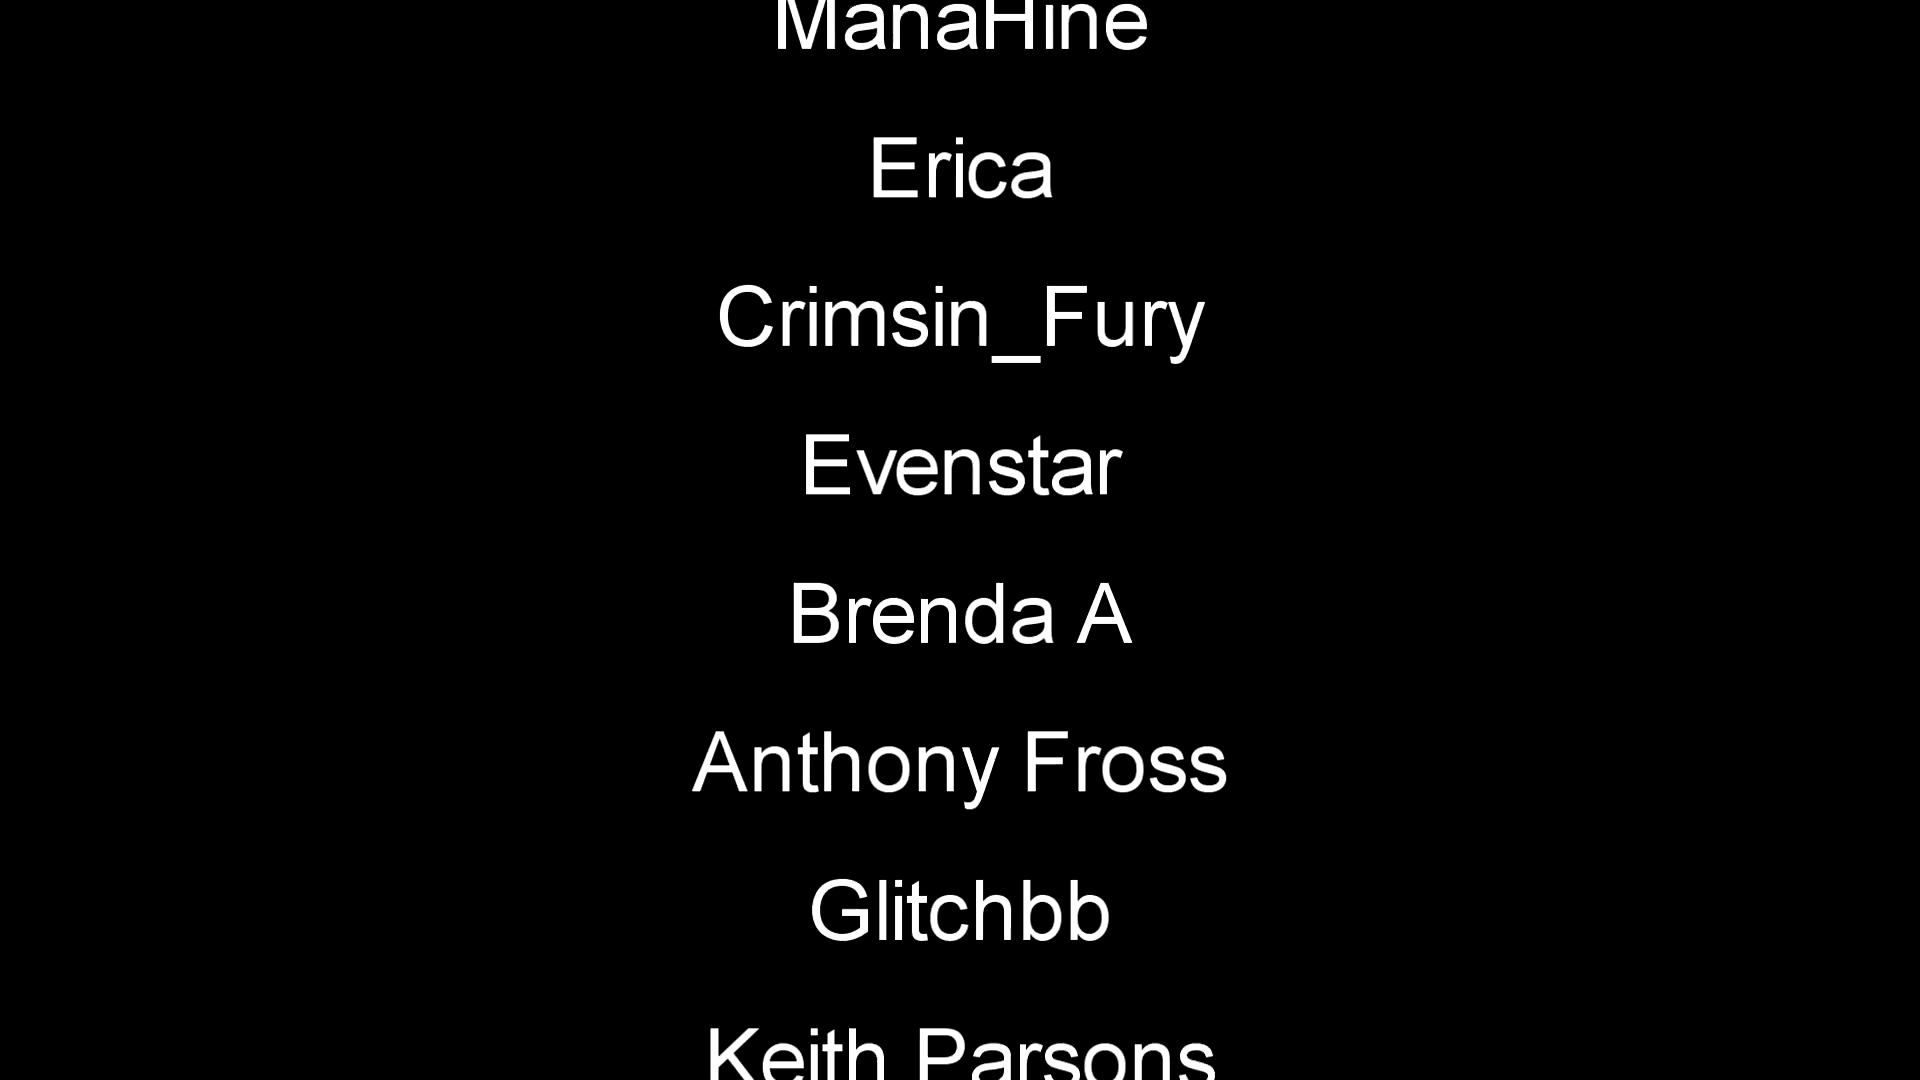 ManaHine
Erica
Crimsin_Fury
Evenstar
Brenda A
Anthony Fross
Glitchbb
Keith Parsons